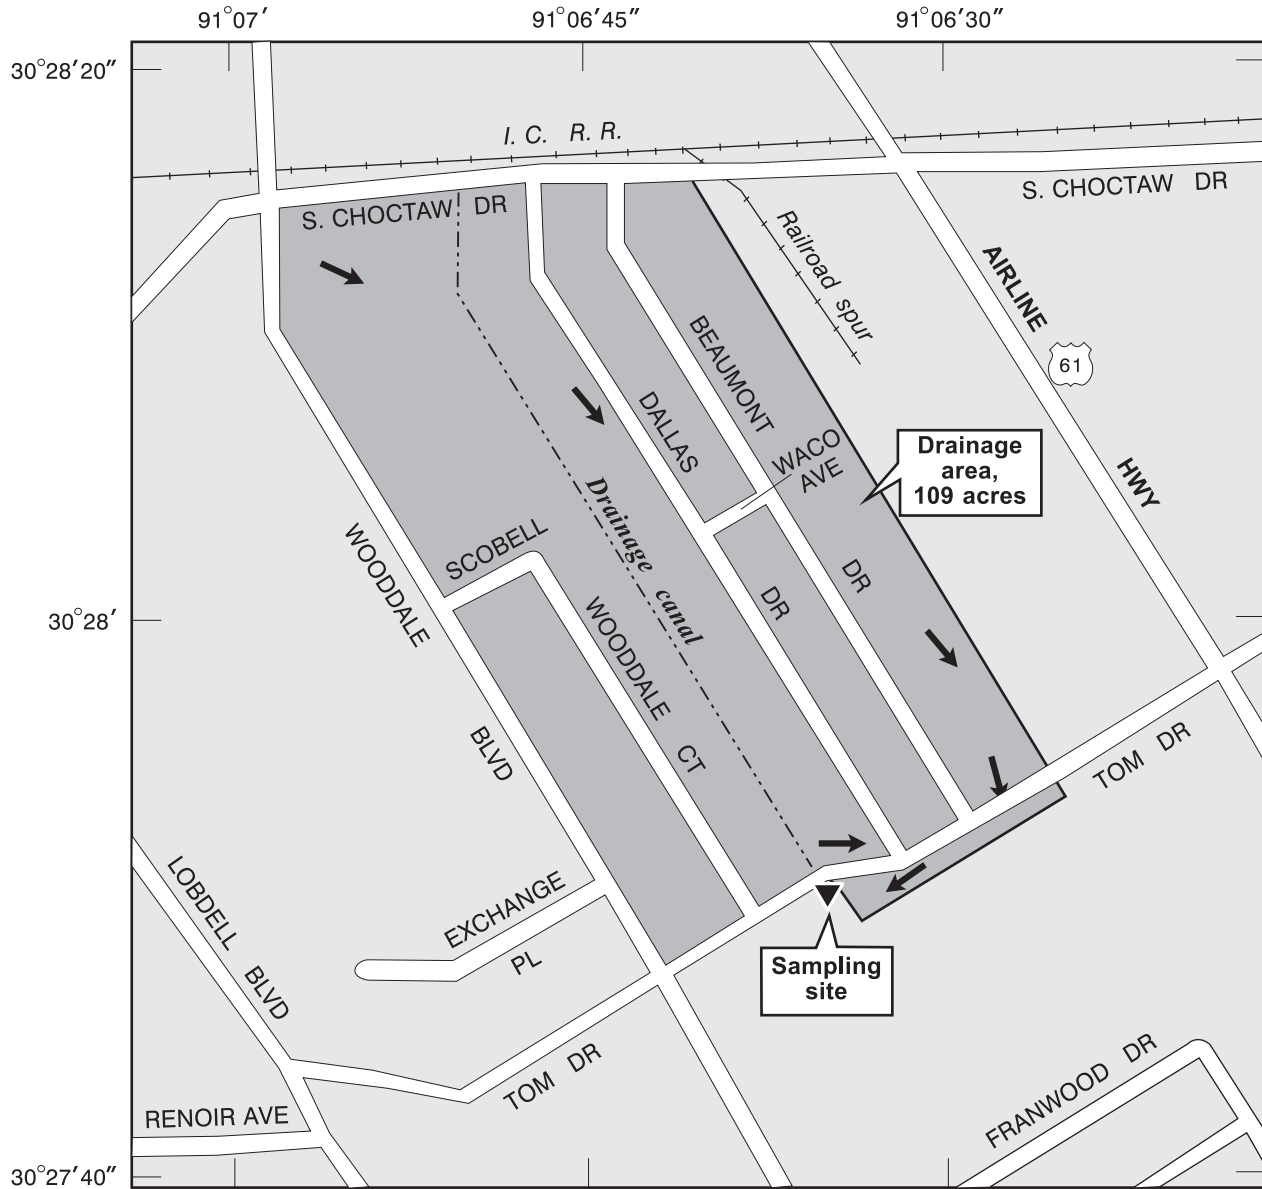 91°07′
91°06′45″
91°06′30″
30°28′20″
I. C. R. R.
S. CHOCTAW DR
S. CHOCTAW DR
Railroad spur
AIRLINE
61
HWY
BEAUMONT
DR
DALLAS
DR
WACO
AVE
Drainage
area,
109 acres
Drainage
canal
SCOBELL
WOODDALE
BLVD
WOODDALE
CT
30°28′
TOM DR
LOBDELL
BLVD
EXCHANGE
PL
Sampling
site
TOM DR
RENOIR AVE
FRANWOOD DR
30°27′40″